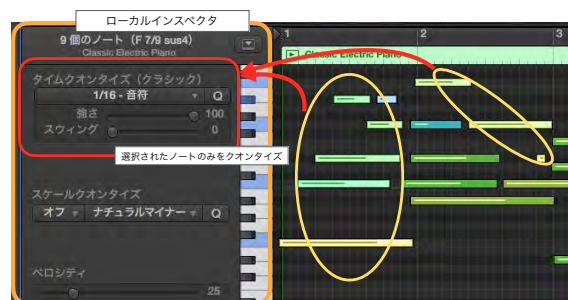 ローカルインスペクタ
9 個のノート（F 7/9 sus4）
Classic Electric Piano
タイムクオンタイズ（クラシック）
1/16 - 音符
Q
強さ
100
スウィング
0
選択されたノートのみをクオンタイズ
スケールクオンタイズ
オフ
ナチュラルマイナー
Q
ベロシティ
25
1
2
3
Classic Electric Piano